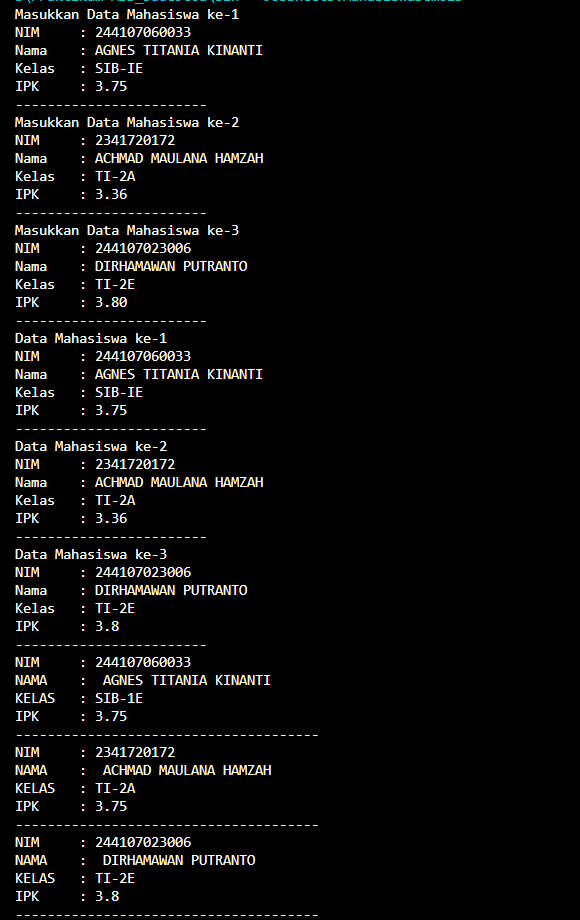 Masukkan Data Mahasiswa ke-1
NIM     : 244107060033
Nama    : AGNES TITANIA KINANTI
Kelas   : SIB-IE
IPK     : 3.75
------------------------
Masukkan Data Mahasiswa ke-2
NIM     : 2341720172
Nama    : ACHMAD MAULANA HAMZAH
Kelas   : TI-2A
IPK     : 3.36
------------------------
Masukkan Data Mahasiswa ke-3
NIM     : 244107023006
Nama    : DIRHAMAWAN PUTRANTO
Kelas   : TI-2E
IPK     : 3.80
------------------------
Data Mahasiswa ke-1
NIM     : 244107060033
Nama    : AGNES TITANIA KINANTI
Kelas   : SIB-IE
IPK     : 3.75
------------------------
Data Mahasiswa ke-2
NIM     : 2341720172
Nama    : ACHMAD MAULANA HAMZAH
Kelas   : TI-2A
IPK     : 3.36
------------------------
Data Mahasiswa ke-3
NIM     : 244107023006
Nama    : DIRHAMAWAN PUTRANTO
Kelas   : TI-2E
IPK     : 3.8
------------------------
NIM     : 244107060033
NAMA    :  AGNES TITANIA KINANTI
KELAS   : SIB-1E
IPK     : 3.75
--------------------------------------
NIM     : 2341720172
NAMA    :  ACHMAD MAULANA HAMZAH
KELAS   : TI-2A
IPK     : 3.75
--------------------------------------
NIM     : 244107023006
NAMA    :  DIRHAMAWAN PUTRANTO
KELAS   : TI-2E
IPK     : 3.8
--------------------------------------